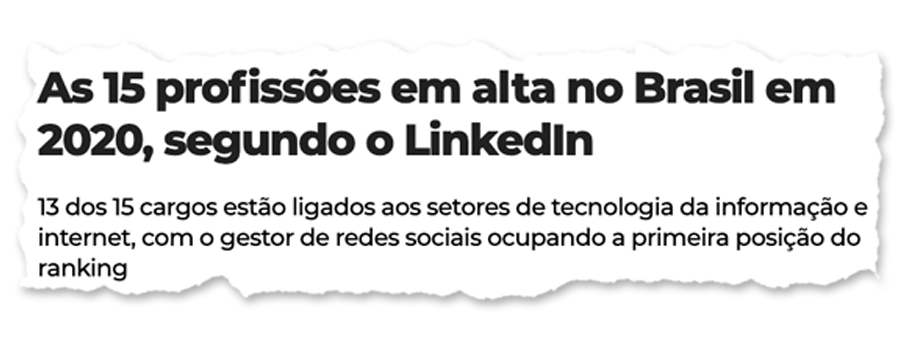 As 15 profissões em alta no Brasil em
2020, segundo o LinkedIn
13 dos 15 cargos estão ligados aos setores de tecnologia da informação e
internet, com o gestor de redes sociais ocupando a primeira posição do
ranking